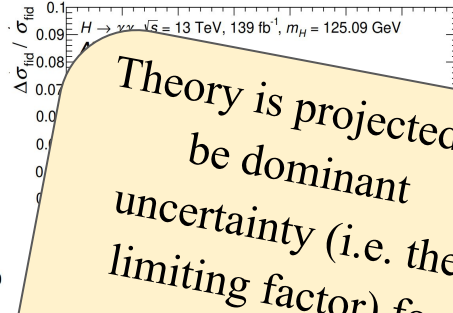 0.1
H → γγ, √s = 13 TeV, 139 fb⁻¹, m_H = 125.09 GeV
0.09
0.08
0.07
Δσ_fid / σ_fid
Theory is projected
be dominant
uncertainty (i.e. the
limiting factor)